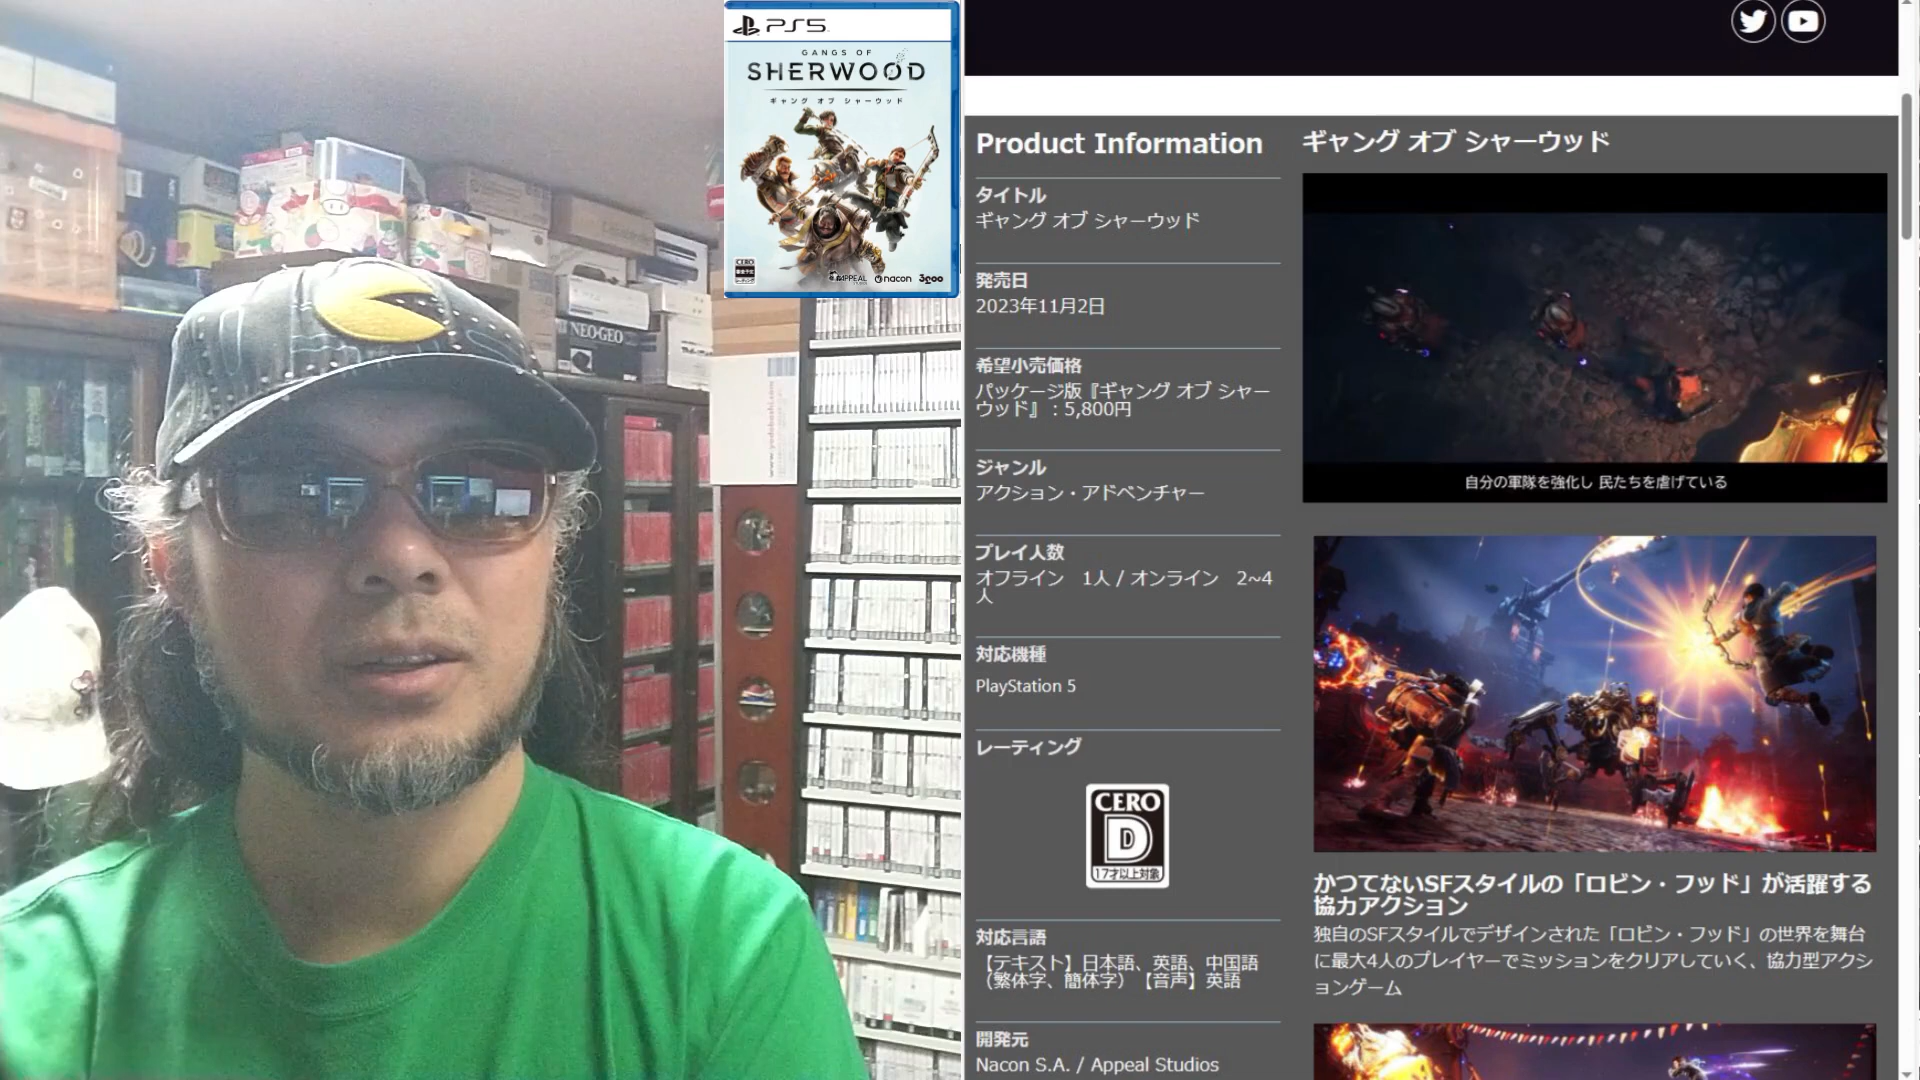 PS5
GANGS OF
SHERWOOD
ギャング オブ シャーウッド
CERO
APPEAL
nacon
3goo
NEO-GEO
Product Information
タイトル
ギャング オブ シャーウッド
発売日
2023年11月2日
希望小売価格
パッケージ版『ギャング オブ シャー
ウッド』：5,800円
ジャンル
アクション・アドベンチャー
プレイ人数
オフライン　1人 / オンライン　2~4
人
対応機種
PlayStation 5
レーティング
CERO
D
17才以上対象
対応言語
【テキスト】日本語、英語、中国語
（繁体字、簡体字）【音声】英語
開発元
Nacon S.A. / Appeal Studios
ギャング オブ シャーウッド
自分の軍隊を強化し 民たちを虐げている
かつてないSFスタイルの「ロビン・フッド」が活躍する
協力アクション
独自のSFスタイルでデザインされた「ロビン・フッド」の世界を舞台
に最大4人のプレイヤーでミッションをクリアしていく、協力型アクシ
ョンゲーム